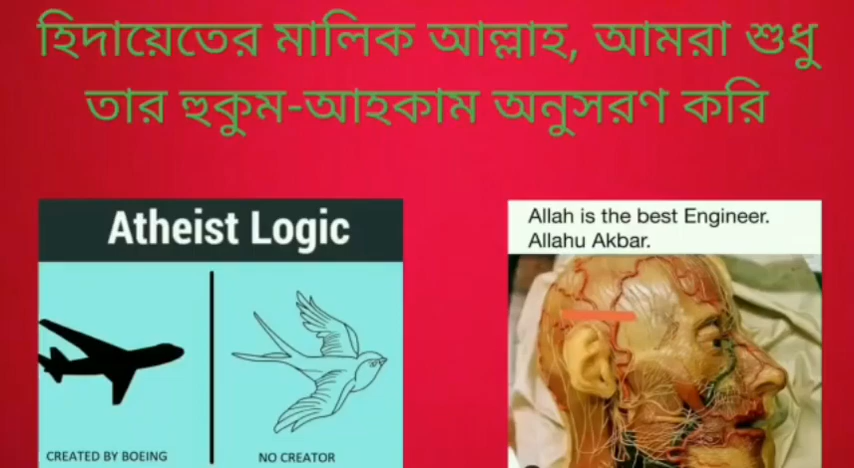 হিদায়েতের মালিক আল্লাহ, আমরা শুধু
তার হুকুম-আহকাম অনুসরণ করি
Atheist Logic
CREATED BY BOEING
NO CREATOR
Allah is the best Engineer.
Allahu Akbar.